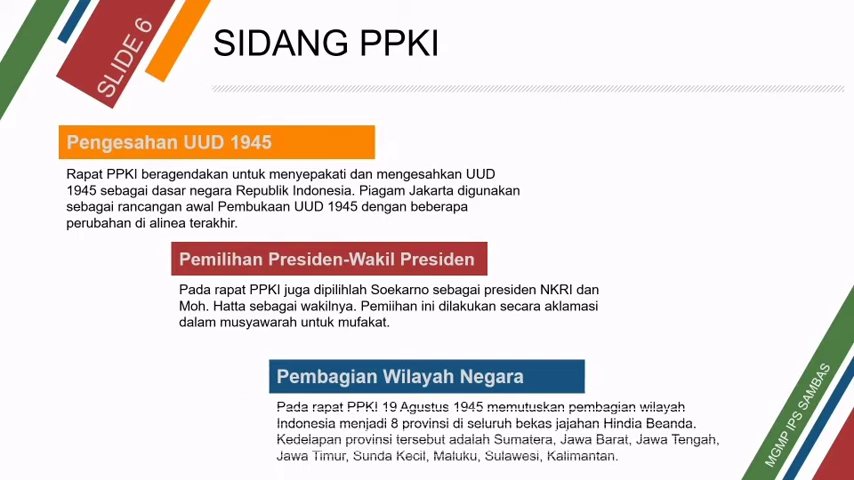 SLIDE 6
SIDANG PPKI
Pengesahan UUD 1945
Rapat PPKI beragendakan untuk menyepakati dan mengesahkan UUD
1945 sebagai dasar negara Republik Indonesia. Piagam Jakarta digunakan
sebagai rancangan awal Pembukaan UUD 1945 dengan beberapa
perubahan di alinea terakhir.
Pemilihan Presiden-Wakil Presiden
Pada rapat PPKI juga dipilihlah Soekarno sebagai presiden NKRI dan
Moh. Hatta sebagai wakilnya. Pemiihan ini dilakukan secara aklamasi
dalam musyawarah untuk mufakat.
Pembagian Wilayah Negara
Pada rapat PPKI 19 Agustus 1945 memutuskan pembagian wilayah
Indonesia menjadi 8 provinsi di seluruh bekas jajahan Hindia Beanda.
Kedelapan provinsi tersebut adalah Sumatera, Jawa Barat, Jawa Tengah,
Jawa Timur, Sunda Kecil, Maluku, Sulawesi, Kalimantan.
MGMP IPS SAMBAS